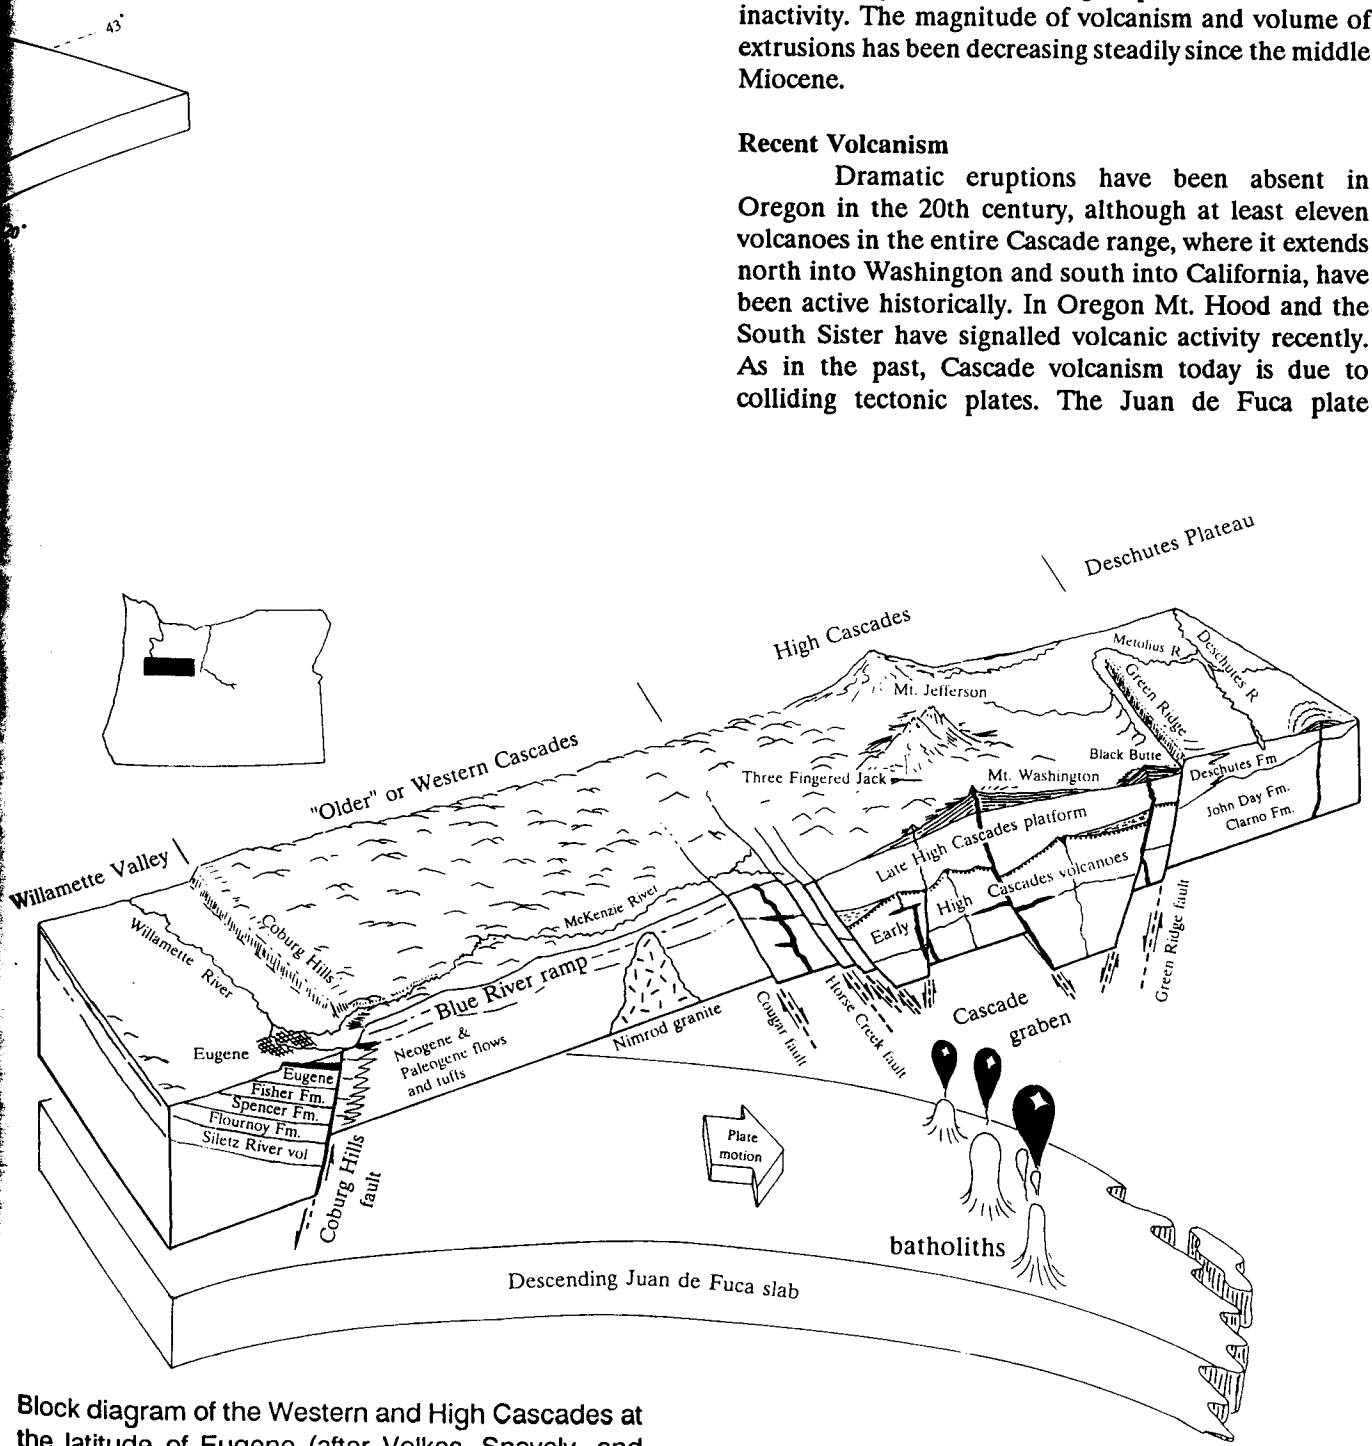 43°
20°
inactivity. The magnitude of volcanism and volume of
extrusions has been decreasing steadily since the middle
Miocene.
Recent Volcanism
Dramatic eruptions have been absent in
Oregon in the 20th century, although at least eleven
volcanoes in the entire Cascade range, where it extends
north into Washington and south into California, have
been active historically. In Oregon Mt. Hood and the
South Sister have signalled volcanic activity recently.
As in the past, Cascade volcanism today is due to
colliding tectonic plates. The Juan de Fuca plate
Deschutes Plateau
High Cascades
"Older" or Western Cascades
Willamette Valley
Metolius R
Deschutes R
Green Ridge
Mt. Jefferson
Black Butte
Three Fingered Jack
Mt. Washington
Deschutes Fm
John Day Fm.
Clarno Fm.
Late High Cascades platform
Early High Cascades volcanoes
McKenzie River
Coburg Hills
Willamette River
Blue River ramp
Neogene &
Paleogene flows
and tuffs
Nimrod granite
Cougar fault
Horse Creek fault
Green Ridge fault
Cascade
graben
Eugene
Eugene
Fisher Fm.
Spencer Fm.
Flournoy Fm.
Siletz River vol
Coburg Hills
fault
Plate
motion
batholiths
Descending Juan de Fuca slab
Block diagram of the Western and High Cascades at
the latitude of Eugene (after Volkes, Snavely, and